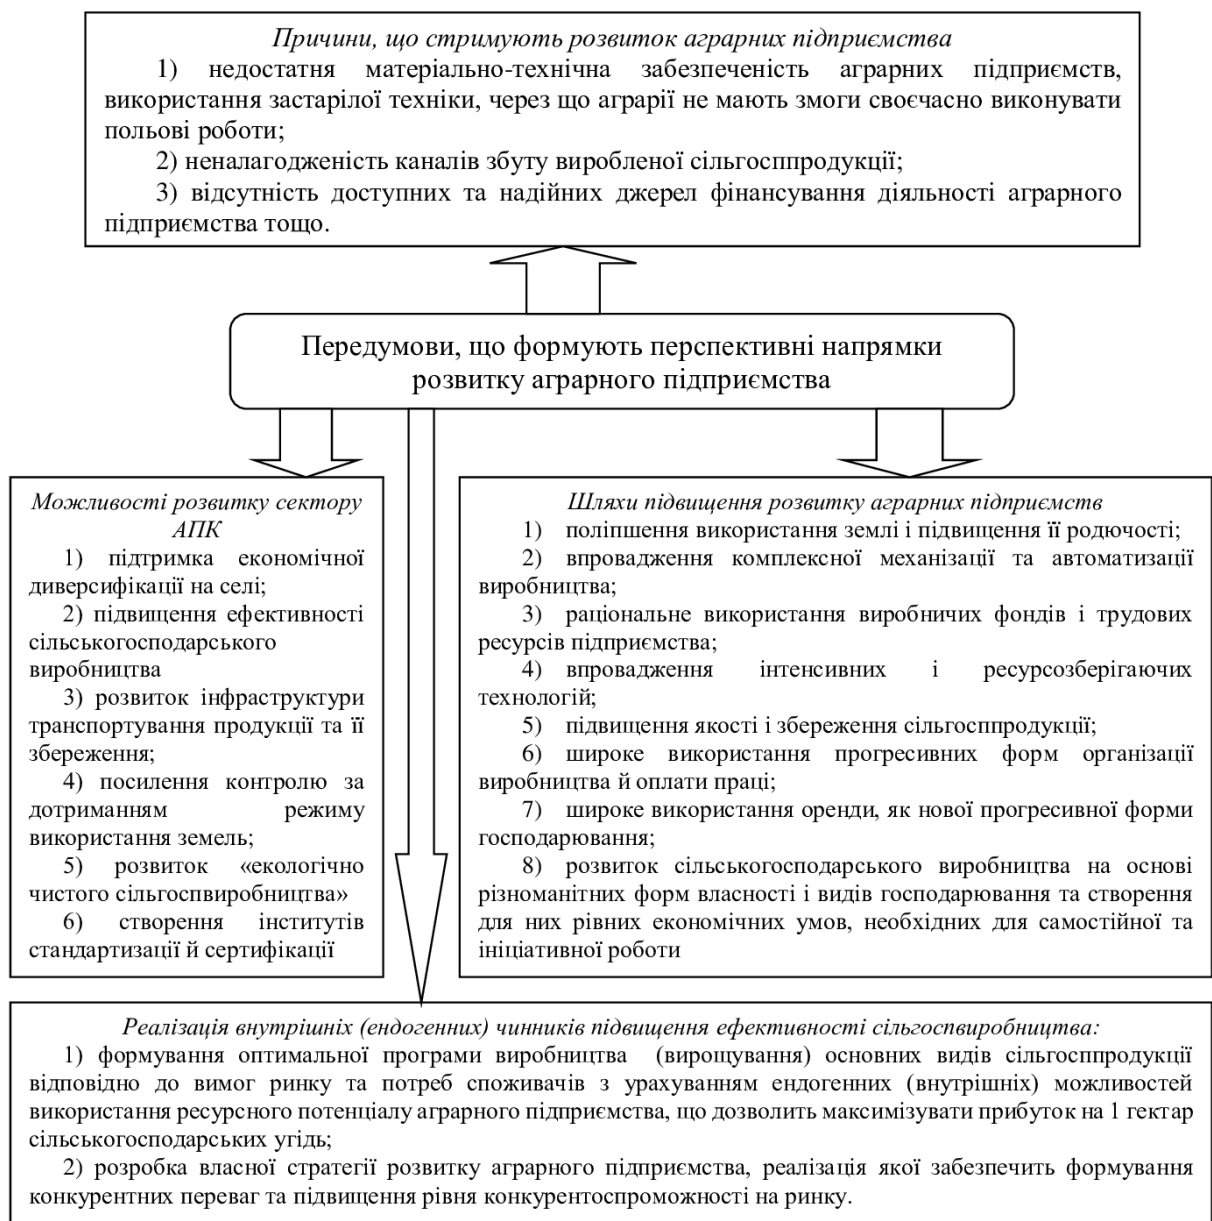 Причини, що стримують розвиток аграрних підприємства
1) недостатня матеріально-технічна забезпеченість аграрних підприємств,
використання застарілої техніки, через що аграрії не мають змоги своєчасно виконувати
польові роботи;
2) неналагодженість каналів збуту виробленої сільгосппродукції;
3) відсутність доступних та надійних джерел фінансування діяльності аграрного
підприємства тощо.
Передумови, що формують перспективні напрямки
розвитку аграрного підприємства
Можливості розвитку сектору
АПК
1) підтримка економічної
диверсифікації на селі;
2) підвищення ефективності
сільськогосподарського
виробництва
3) розвиток інфраструктури
транспортування продукції та її
збереження;
4) посилення контролю за
дотриманням режиму
використання земель;
5) розвиток «екологічно
чистого сільгоспвиробництва»
6) створення інститутів
стандартизації й сертифікації
Шляхи підвищення розвитку аграрних підприємств
1) поліпшення використання землі і підвищення її родючості;
2) впровадження комплексної механізації та автоматизації
виробництва;
3) раціональне використання виробничих фондів і трудових
ресурсів підприємства;
4) впровадження інтенсивних і ресурсозберігаючих
технологій;
5) підвищення якості і збереження сільгосппродукції;
6) широке використання прогресивних форм організації
виробництва й оплати праці;
7) широке використання оренди, як нової прогресивної форми
господарювання;
8) розвиток сільськогосподарського виробництва на основі
різноманітних форм власності і видів господарювання та створення
для них рівних економічних умов, необхідних для самостійної та
ініціативної роботи
Реалізація внутрішніх (ендогенних) чинників підвищення ефективності сільгоспвиробництва:
1) формування оптимальної програми виробництва (вирощування) основних видів сільгосппродукції
відповідно до вимог ринку та потреб споживачів з урахуванням ендогенних (внутрішніх) можливостей
використання ресурсного потенціалу аграрного підприємства, що дозволить максимізувати прибуток на 1 гектар
сільськогосподарських угідь;
2) розробка власної стратегії розвитку аграрного підприємства, реалізація якої забезпечить формування
конкурентних переваг та підвищення рівня конкурентоспроможності на ринку.